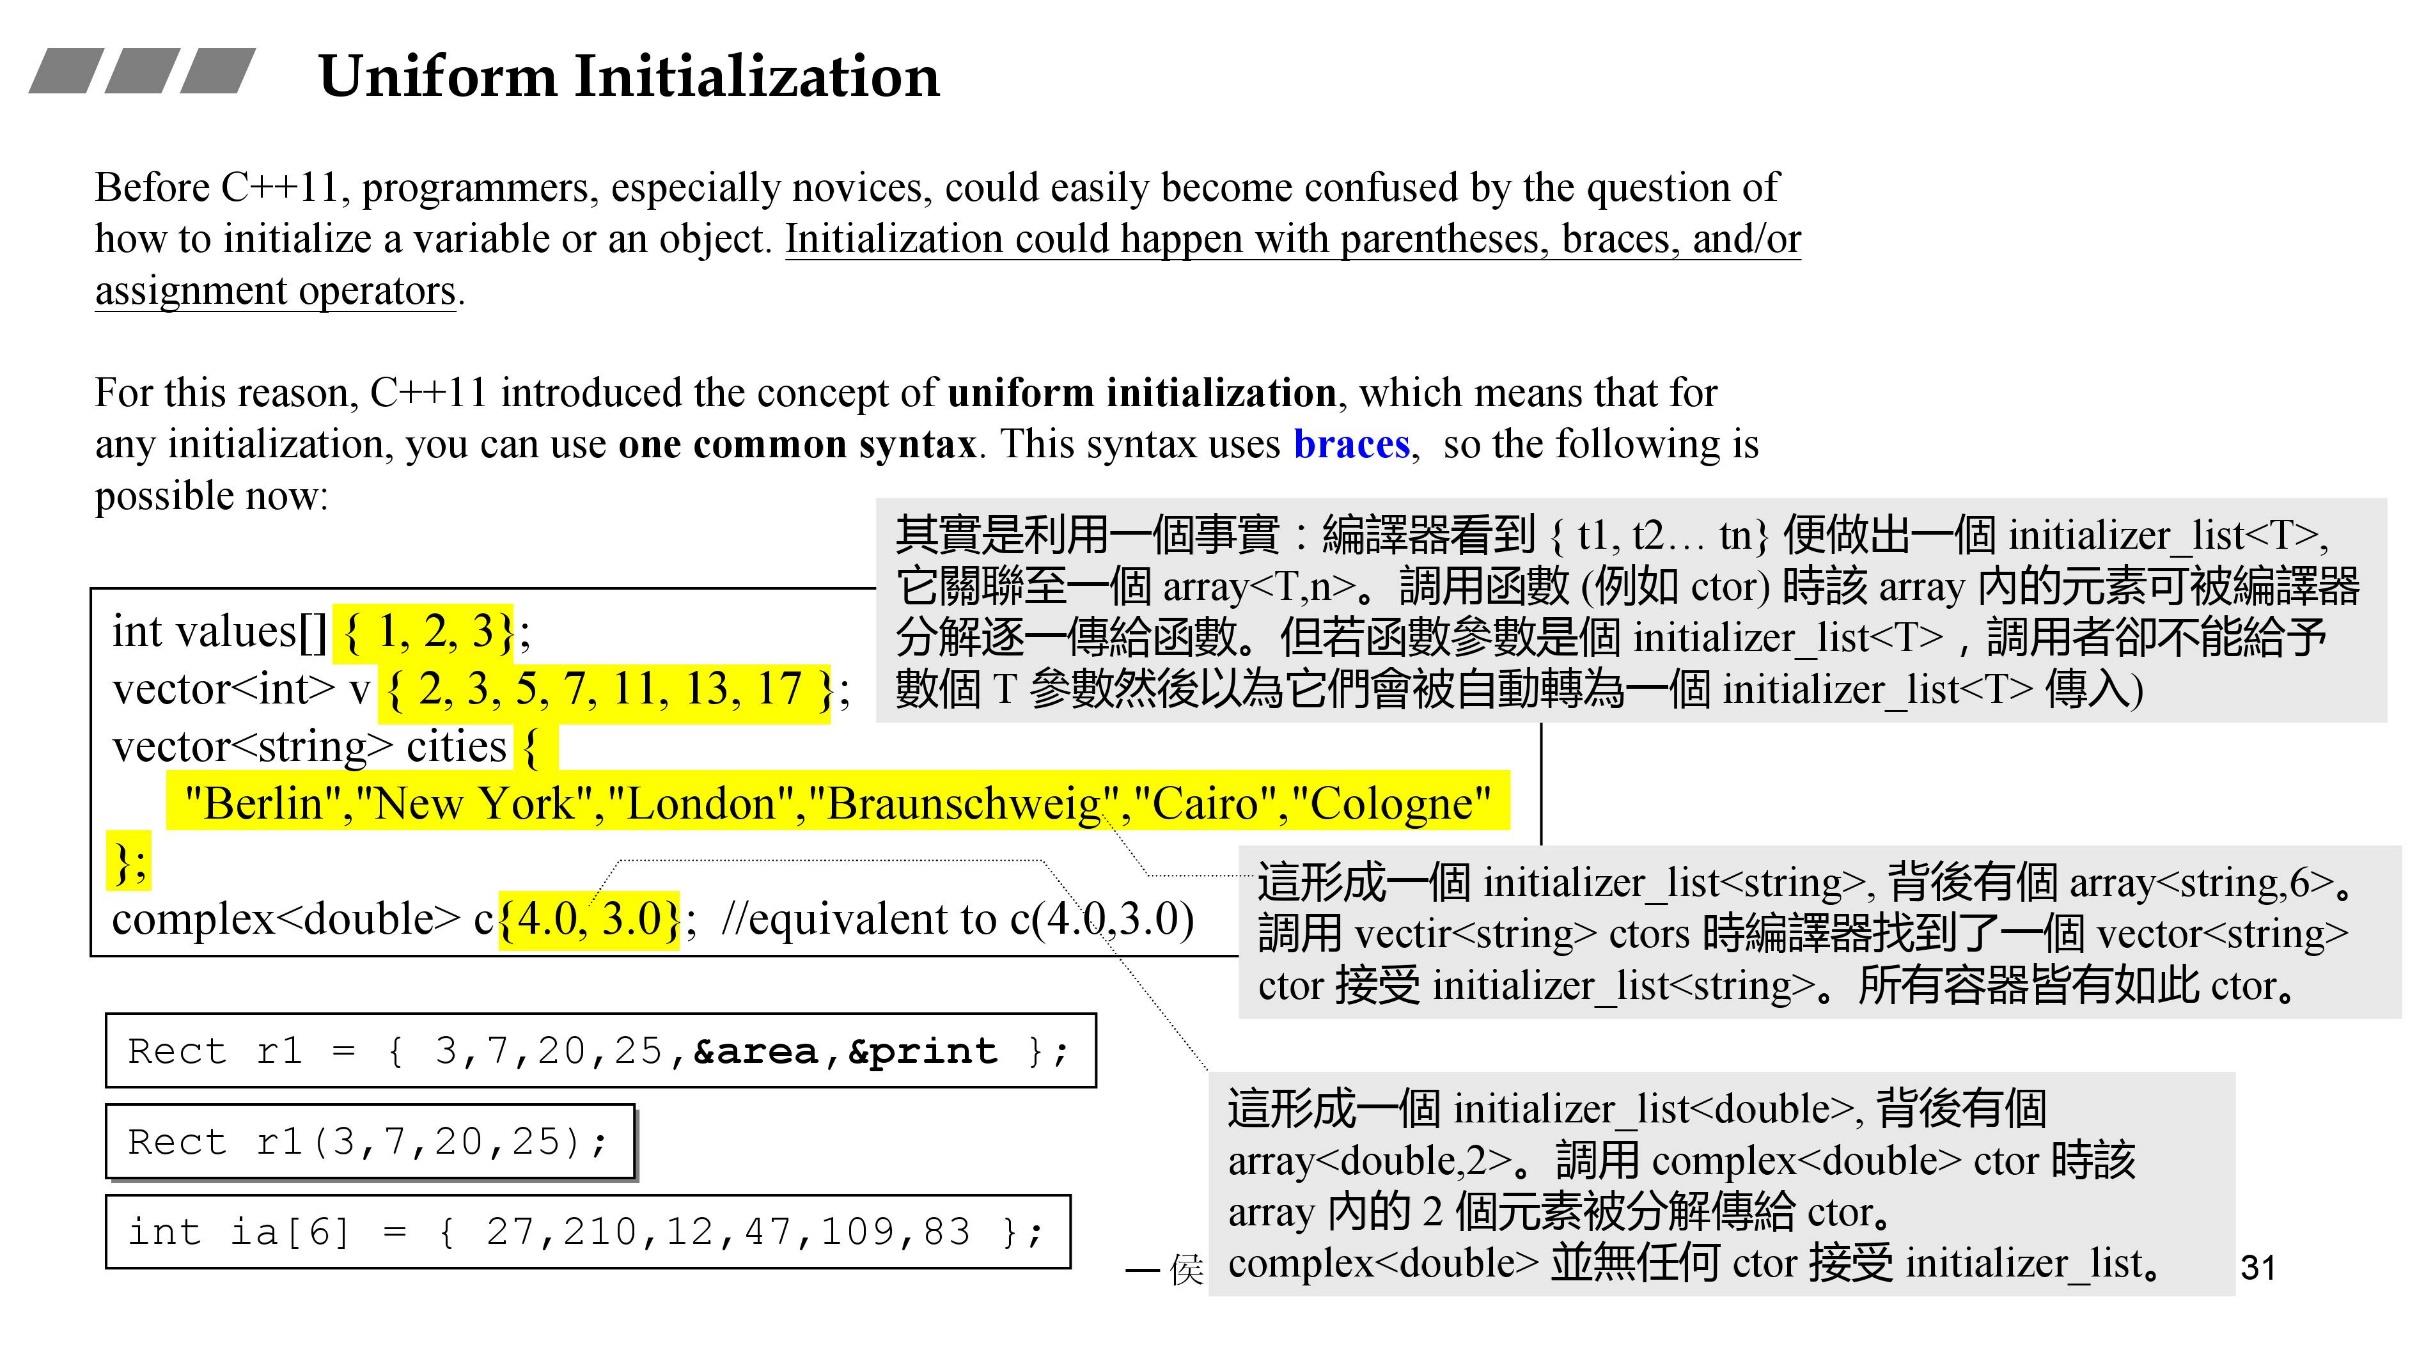 Uniform Initialization
Before C++11, programmers, especially novices, could easily become confused by the question of
how to initialize a variable or an object. Initialization could happen with parentheses, braces, and/or
assignment operators.
For this reason, C++11 introduced the concept of uniform initialization, which means that for
any initialization, you can use one common syntax. This syntax uses braces, so the following is
possible now:
其實是利用一個事實：編譯器看到 { t1, t2… tn} 便做出一個 initializer_list<T>,
它關聯至一個 array<T,n>。調用函數 (例如 ctor) 時該 array 內的元素可被編譯器
分解逐一傳給函數。但若函數參數是個 initializer_list<T>，調用者卻不能給予
數個 T 參數然後以為它們會被自動轉為一個 initializer_list<T> 傳入)
int values[] { 1, 2, 3};
vector<int> v { 2, 3, 5, 7, 11, 13, 17 };
vector<string> cities {
"Berlin","New York","London","Braunschweig","Cairo","Cologne"
};
complex<double> c{4.0, 3.0}; //equivalent to c(4.0,3.0)
這形成一個 initializer_list<string>, 背後有個 array<string,6>。
調用 vectir<string> ctors 時編譯器找到了一個 vector<string>
ctor 接受 initializer_list<string>。所有容器皆有如此 ctor。
Rect r1 = { 3,7,20,25,&area,&print };
Rect r1(3,7,20,25);
int ia[6] = { 27,210,12,47,109,83 };
這形成一個 initializer_list<double>, 背後有個
array<double,2>。調用 complex<double> ctor 時該
array 內的 2 個元素被分解傳給 ctor。
complex<double> 並無任何 ctor 接受 initializer_list。
— 侯
31